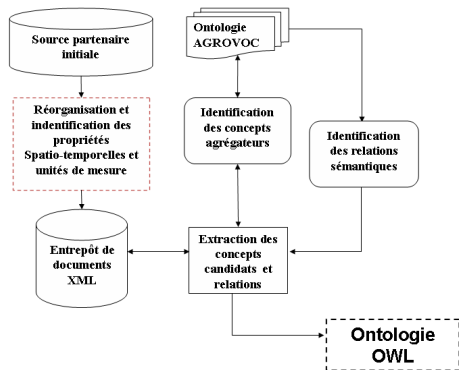 Source partenaire
initiale
Ontologie
AGROVOC
Réorganisation et
indentification des
propriétés
Spatio-temporelles et
unités de mesure
Identification
des concepts
agrégateurs
Identification
des relations
sémantiques
Entrepôt de
documents
XML
Extraction des
concepts
candidats et
relations
Ontologie
OWL